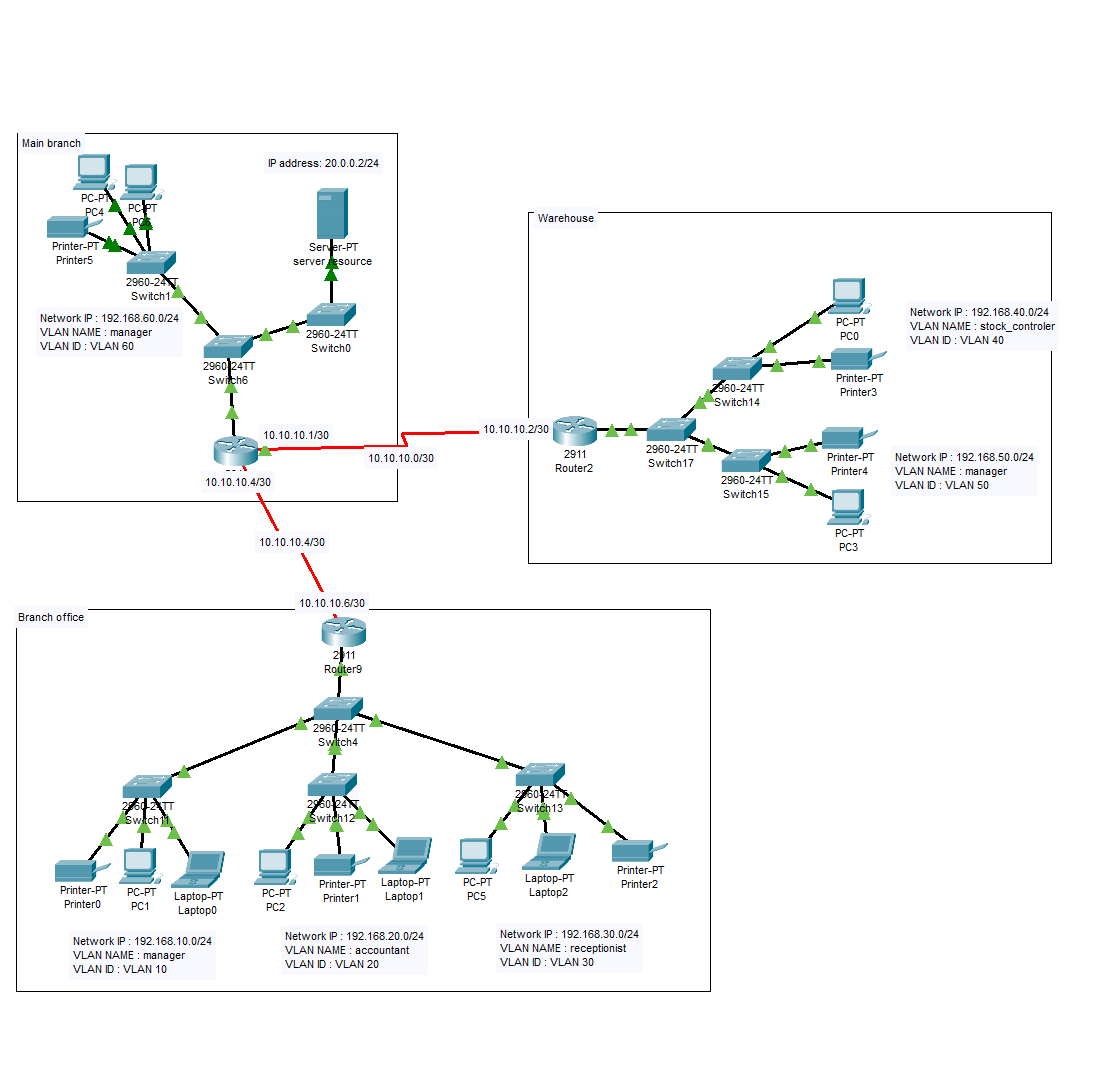 Main branch
IP address: 20.0.0.2/24
PC-PT
PC4
PC-PT
Printer-PT
Printer5
Server-PT
server resource
2960-24TT
Switch1
Network IP : 192.168.60.0/24
VLAN NAME : manager
VLAN ID : VLAN 60
2960-24TT
Switch0
2960-24TT
Switch6
10.10.10.1/30
10.10.10.4/30
10.10.10.0/30
10.10.10.4/30
Warehouse
10.10.10.2/30
2911
Router2
2960-24TT
Switch17
2960-24TT
Switch14
2960-24TT
Switch15
PC-PT
PC0
Printer-PT
Printer3
Network IP : 192.168.40.0/24
VLAN NAME : stock_controler
VLAN ID : VLAN 40
Printer-PT
Printer4
PC-PT
PC3
Network IP : 192.168.50.0/24
VLAN NAME : manager
VLAN ID : VLAN 50
Branch office
10.10.10.6/30
2911
Router9
2960-24TT
Switch4
2960-24TT
Switch11
2960-24TT
Switch12
2960-24TT
Switch13
Printer-PT
Printer0
PC-PT
PC1
Laptop-PT
Laptop0
PC-PT
PC2
Printer-PT
Printer1
Laptop-PT
Laptop1
PC-PT
PC5
Laptop-PT
Laptop2
Printer-PT
Printer2
Network IP : 192.168.10.0/24
VLAN NAME : manager
VLAN ID : VLAN 10
Network IP : 192.168.20.0/24
VLAN NAME : accountant
VLAN ID : VLAN 20
Network IP : 192.168.30.0/24
VLAN NAME : receptionist
VLAN ID : VLAN 30